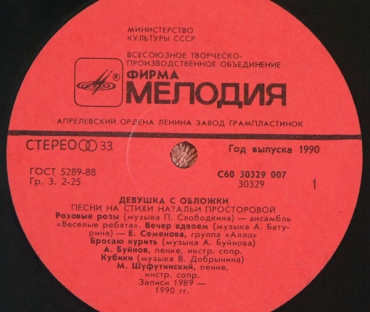 МИНИСТЕРСТВО
КУЛЬТУРЫ СССР
ВСЕСОЮЗНОЕ ТВОРЧЕСКО-
ПРОИЗВОДСТВЕННОЕ ОБЪЕДИНЕНИЕ
ФИРМА
МЕЛОДИЯ
АПРЕЛЕВСКИЙ ОРДЕНА ЛЕНИНА ЗАВОД ГРАМПЛАСТИНОК
СТЕРЕО 33
Год выпуска 1990
ГОСТ 5289-88
Гр. 3. 2-25
С60 30329 007
30329
1
ДЕВУШКА С ОБЛОЖКИ
ПЕСНИ НА СТИХИ НАТАЛЬИ ПРОСТОРОВОЙ
Розовые розы (музыка П. Слободкина) — ансамбль
«Веселые ребята». Вечер вдвоем (музыка А. Бату-
рина) — Е. Семенова, группа «Алло»
Бросаю курить (музыка А. Буйнова)
А. Буйнов, пение, инстр. сопр.
Кубики (музыка В. Добрынина)
М. Шуфутинский, пение,
инстр. сопр.
Записи 1989 —
1990 гг.